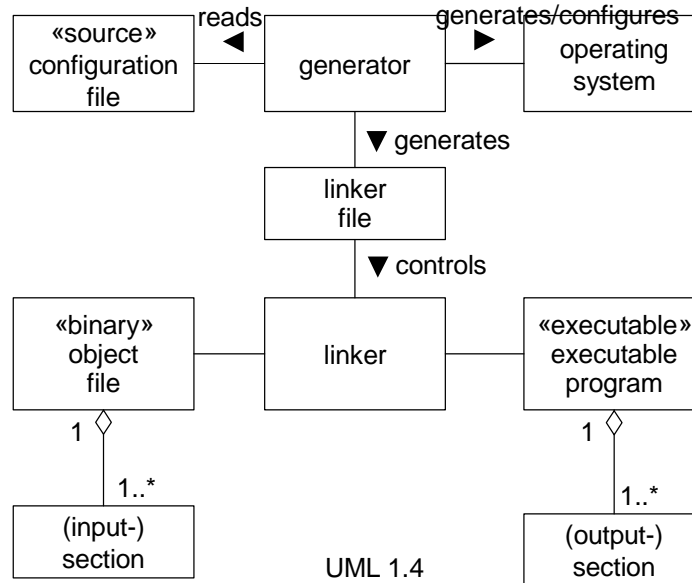 reads
generates/configures
«source»
configuration
file
generator
operating
system
generates
linker
file
controls
«binary»
object
file
linker
«executable»
executable
program
1
1
1..*
1..*
(input-)
section
(output-)
section
UML 1.4